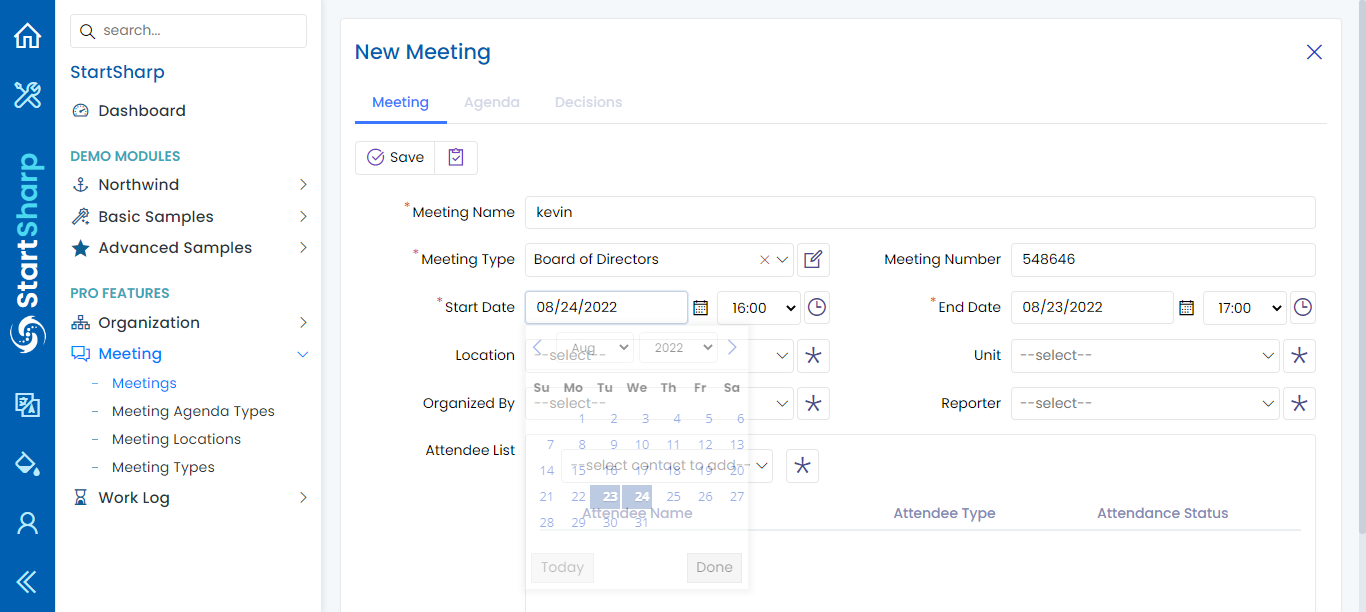 search...
StartSharp
Dashboard
DEMO MODULES
Northwind
Basic Samples
Advanced Samples
PRO FEATURES
Organization
Meeting
Meetings
Meeting Agenda Types
Meeting Locations
Meeting Types
Work Log
StartSharp
New Meeting
Meeting Agenda Decisions
Save
*Meeting Name kevin
*Meeting Type Board of Directors Meeting Number 548646
*Start Date 08/24/2022 16:00 *End Date 08/23/2022 17:00
Location --select-- Unit --select--
Aug 2022
Su Mo Tu We Th Fr Sa
Organized By --select-- Reporter --select--
1 2 3 4 5 6
7 8 9 10 11 12 13
Attendee List
--select contact to add--
14 15 16 17 18 19 20
21 22 23 24 25 26 27
Attendee Name Attendee Type Attendance Status
28 29 30 31
Today Done